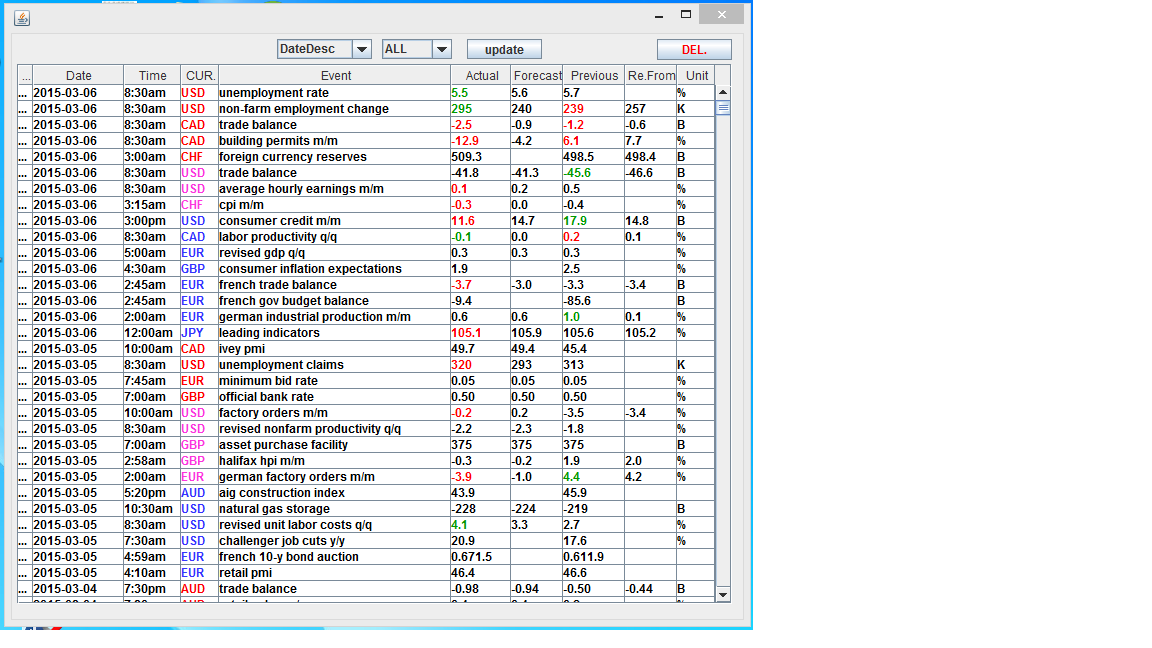 DateDesc ALL update DEL.
... Date Time CUR. Event Actual Forecast Previous Re.From Unit
... 2015-03-06 8:30am USD unemployment rate 5.5 5.6 5.7 %
... 2015-03-06 8:30am USD non-farm employment change 295 240 239 257 K
... 2015-03-06 8:30am CAD trade balance -2.5 -0.9 -1.2 -0.6 B
... 2015-03-06 8:30am CAD building permits m/m -12.9 -4.2 6.1 7.7 %
... 2015-03-06 3:00am CHF foreign currency reserves 509.3 498.5 498.4 B
... 2015-03-06 8:30am USD trade balance -41.8 -41.3 -45.6 -46.6 B
... 2015-03-06 8:30am USD average hourly earnings m/m 0.1 0.2 0.5 %
... 2015-03-06 3:15am CHF cpi m/m -0.3 0.0 -0.4 %
... 2015-03-06 3:00pm USD consumer credit m/m 11.6 14.7 17.9 14.8 B
... 2015-03-06 8:30am CAD labor productivity q/q -0.1 0.0 0.2 0.1 %
... 2015-03-06 5:00am EUR revised gdp q/q 0.3 0.3 0.3 %
... 2015-03-06 4:30am GBP consumer inflation expectations 1.9 2.5 %
... 2015-03-06 2:45am EUR french trade balance -3.7 -3.0 -3.3 -3.4 B
... 2015-03-06 2:45am EUR french gov budget balance -9.4 -85.6 B
... 2015-03-06 2:00am EUR german industrial production m/m 0.6 0.6 1.0 0.1 %
... 2015-03-06 12:00am JPY leading indicators 105.1 105.9 105.6 105.2 %
... 2015-03-05 10:00am CAD ivey pmi 49.7 49.4 45.4
... 2015-03-05 8:30am USD unemployment claims 320 293 313 K
... 2015-03-05 7:45am EUR minimum bid rate 0.05 0.05 0.05 %
... 2015-03-05 7:00am GBP official bank rate 0.50 0.50 0.50 %
... 2015-03-05 10:00am USD factory orders m/m -0.2 0.2 -3.5 -3.4 %
... 2015-03-05 8:30am USD revised nonfarm productivity q/q -2.2 -2.3 -1.8 %
... 2015-03-05 7:00am GBP asset purchase facility 375 375 375 B
... 2015-03-05 2:58am GBP halifax hpi m/m -0.3 -0.2 1.9 2.0 %
... 2015-03-05 2:00am EUR german factory orders m/m -3.9 -1.0 4.4 4.2 %
... 2015-03-05 5:20pm AUD aig construction index 43.9 45.9
... 2015-03-05 10:30am USD natural gas storage -228 -224 -219 B
... 2015-03-05 8:30am USD revised unit labor costs q/q 4.1 3.3 2.7 %
... 2015-03-05 7:30am USD challenger job cuts y/y 20.9 17.6 %
... 2015-03-05 4:59am EUR french 10-y bond auction 0.671.5 0.611.9
... 2015-03-05 4:10am EUR retail pmi 46.4 46.6
... 2015-03-04 7:30pm AUD trade balance -0.98 -0.94 -0.50 -0.44 B